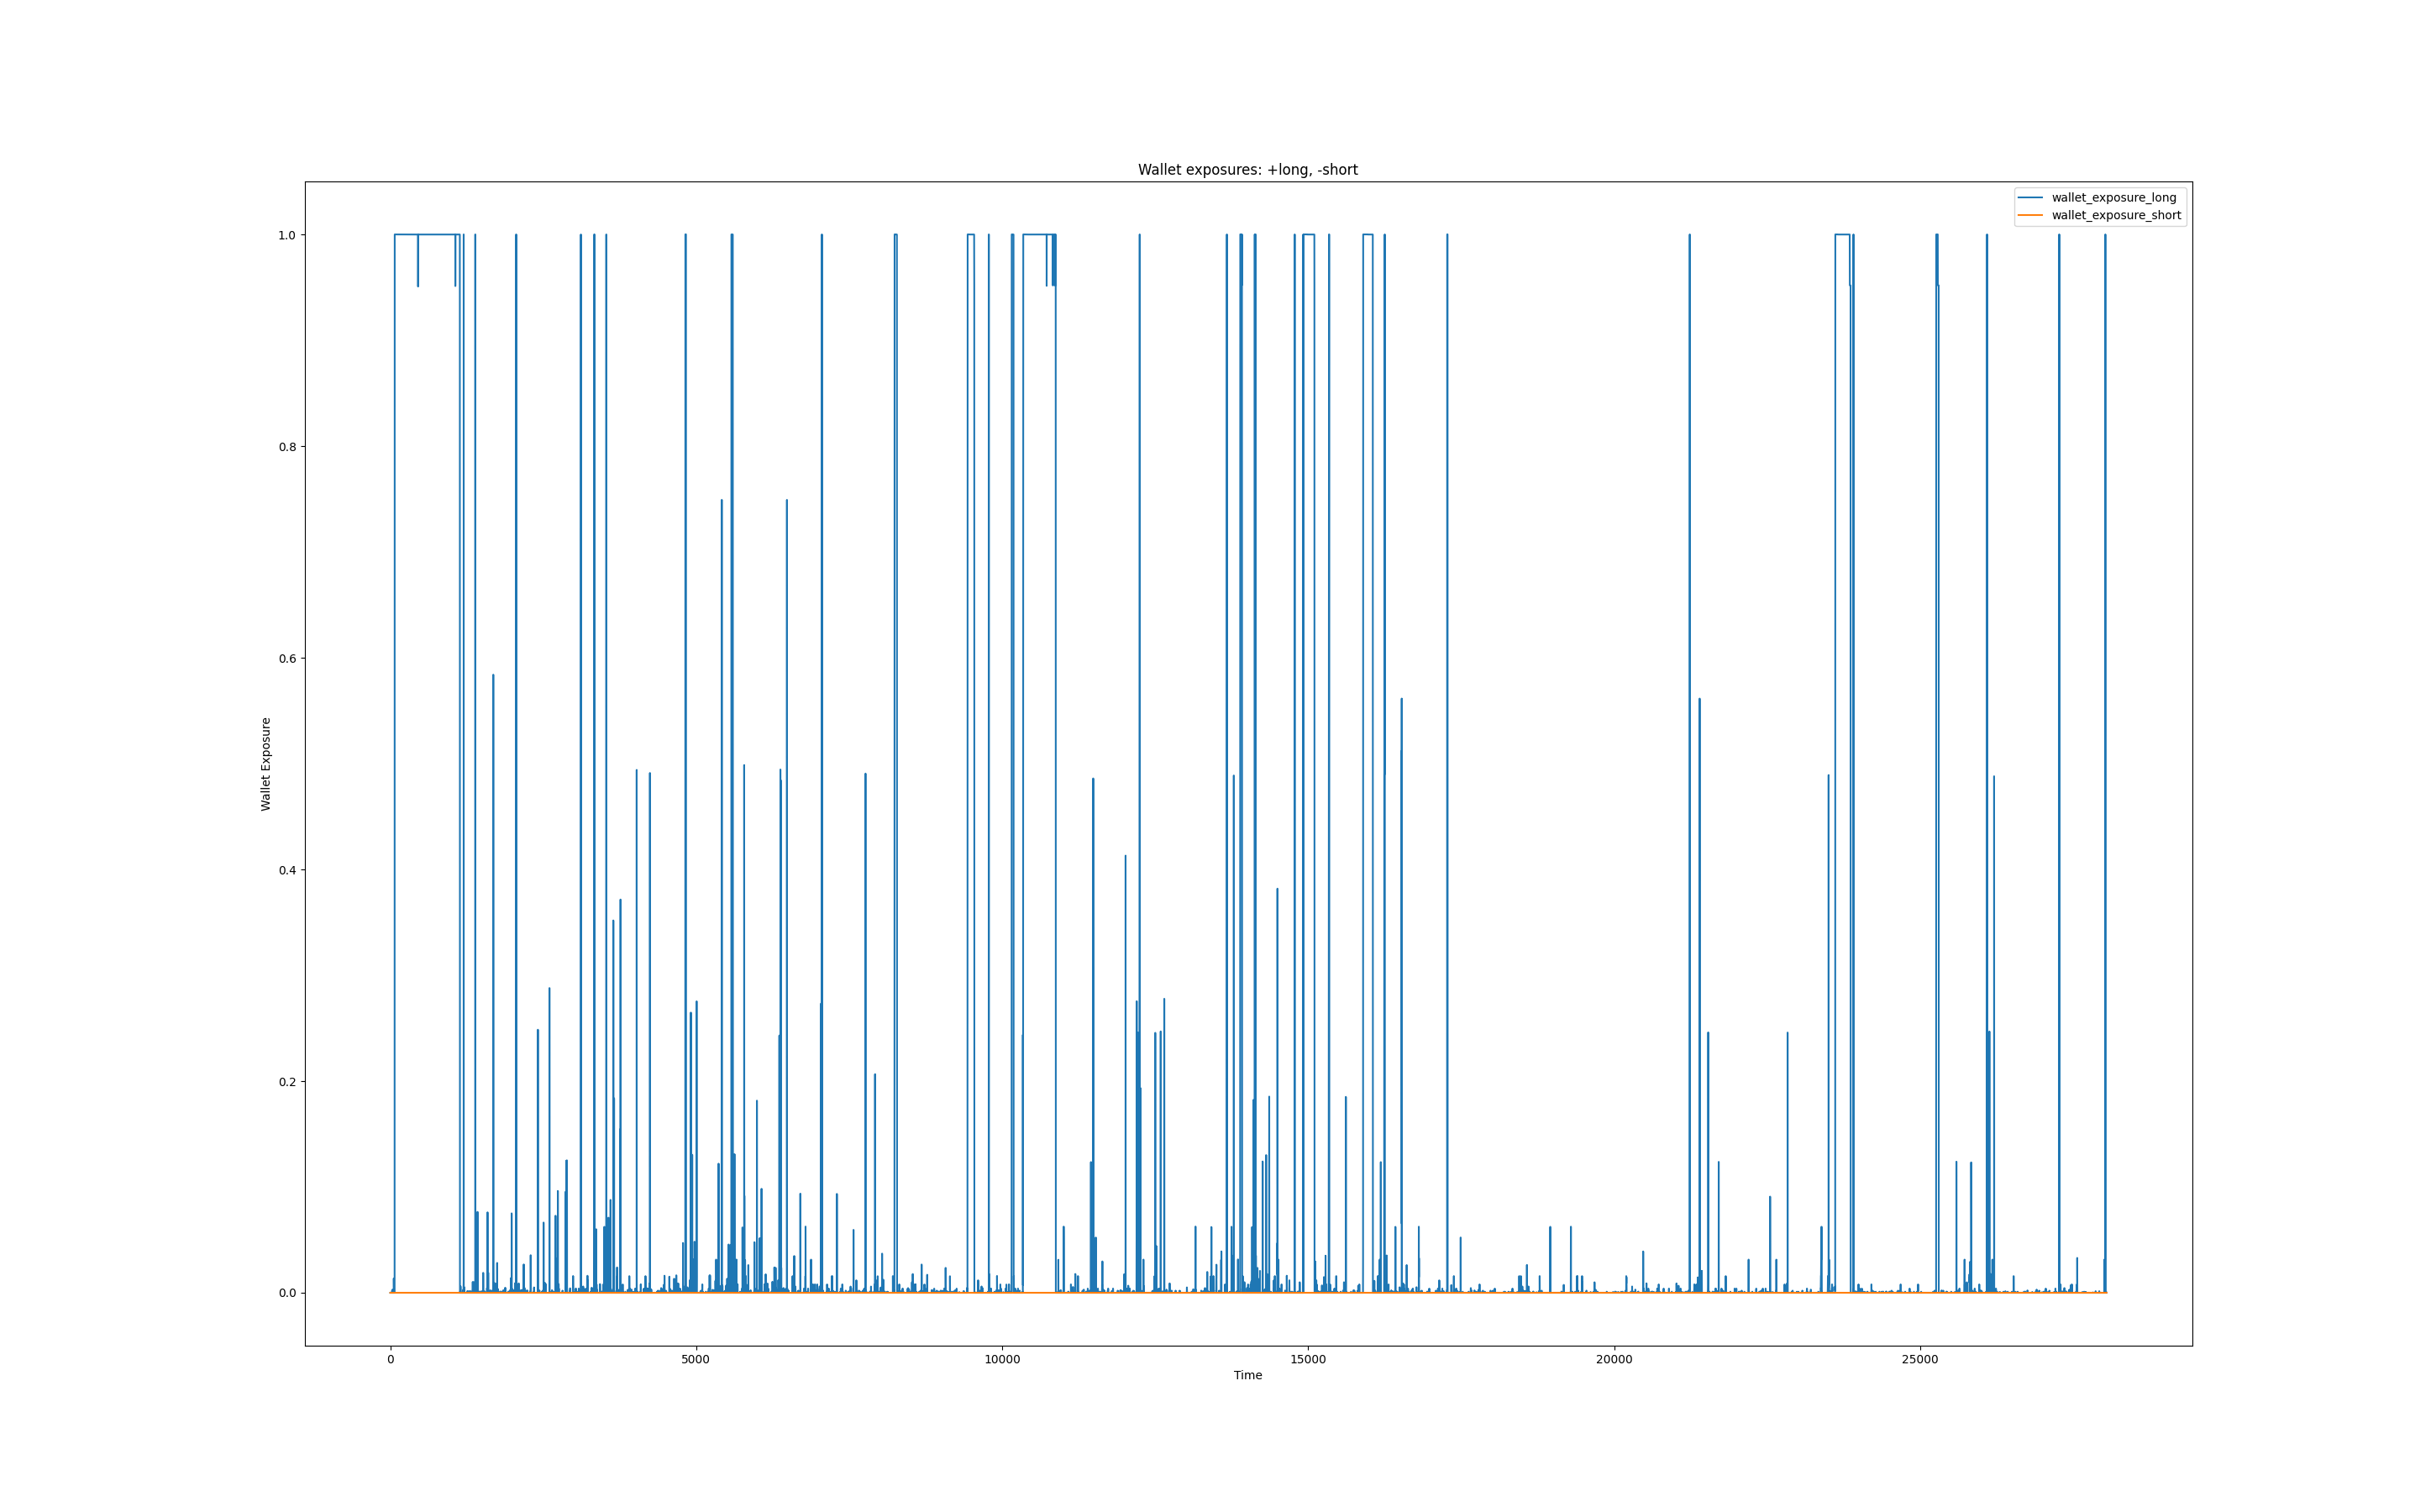 Wallet exposures: +long, -short
wallet_exposure_long
wallet_exposure_short
1.0
0.8
0.6
0.4
0.2
0.0
Wallet Exposure
0 5000 10000 15000 20000 25000
Time